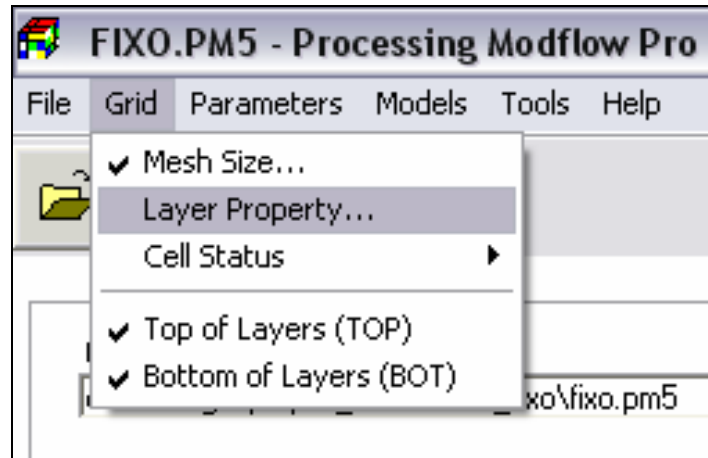 FIXO.PM5 - Processing Modflow Pro
File Grid Parameters Models Tools Help
Mesh Size...
Layer Property...
Cell Status
Top of Layers (TOP)
Bottom of Layers (BOT)
xo\fixo.pm5